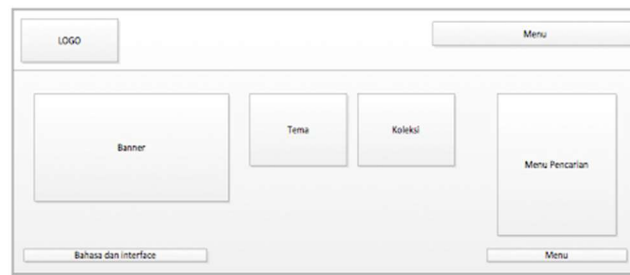 LOGO
Menu
Banner
Tema
Koleksi
Menu Pencarian
Bahasa dan interface
Menu